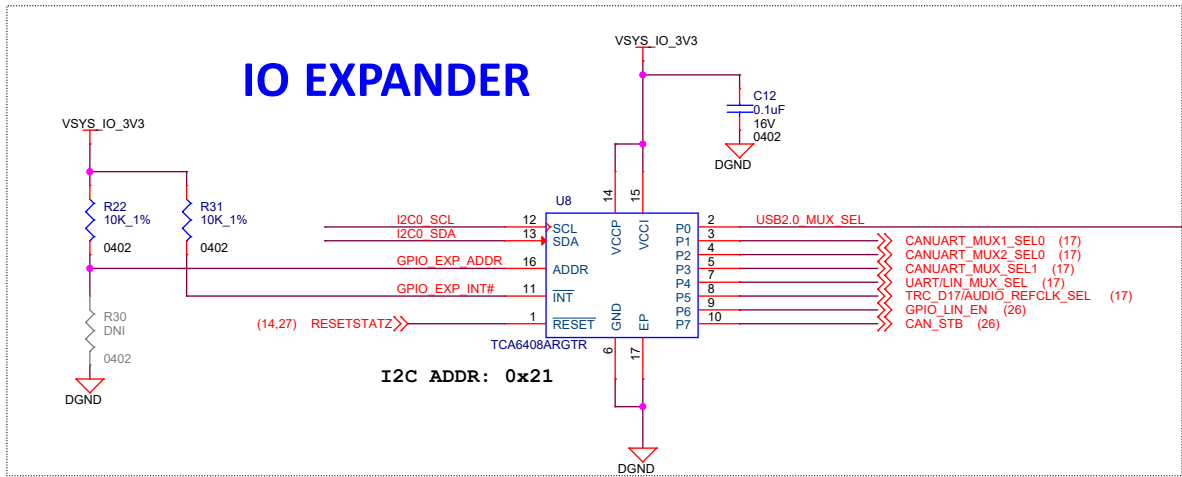 IO EXPANDER
VSYS_IO_3V3
C12
0.1uF
16V
0402
DGND
VSYS_IO_3V3
R22
10K_1%
0402
R31
10K_1%
0402
R30
DNI
0402
DGND
I2C0_SCL
I2C0_SDA
GPIO_EXP_ADDR
GPIO_EXP_INT#
(14,27) RESETSTATZ
U8
14
15
VCCP
VCCI
12 SCL
13 SDA
16 ADDR
11 INT
1 RESET
GND
EP
6
17
TCA6408ARGTR
P0 2 USB2.0_MUX_SEL
P1 3 CANUART_MUX1_SEL0 (17)
P2 4 CANUART_MUX2_SEL0 (17)
P3 5 CANUART_MUX_SEL1 (17)
P4 7 UART/LIN_MUX_SEL (17)
P5 8 TRC_D17/AUDIO_REFCLK_SEL (17)
P6 9 GPIO_LIN_EN (26)
P7 10 CAN_STB (26)
I2C ADDR: 0x21
DGND